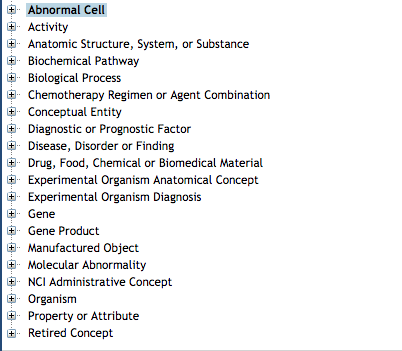 Abnormal Cell
Activity
Anatomic Structure, System, or Substance
Biochemical Pathway
Biological Process
Chemotherapy Regimen or Agent Combination
Conceptual Entity
Diagnostic or Prognostic Factor
Disease, Disorder or Finding
Drug, Food, Chemical or Biomedical Material
Experimental Organism Anatomical Concept
Experimental Organism Diagnosis
Gene
Gene Product
Manufactured Object
Molecular Abnormality
NCI Administrative Concept
Organism
Property or Attribute
Retired Concept